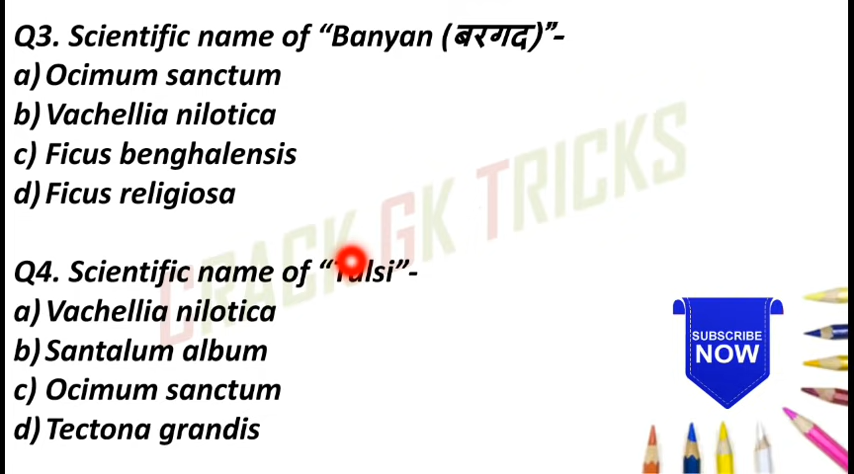 Q3. Scientific name of “Banyan (बरगद)”-
a) Ocimum sanctum
b) Vachellia nilotica
c) Ficus benghalensis
d) Ficus religiosa
CRACK GK TRICKS
Q4. Scientific name of “Tulsi”-
a) Vachellia nilotica
b) Santalum album
c) Ocimum sanctum
d) Tectona grandis
SUBSCRIBE
NOW